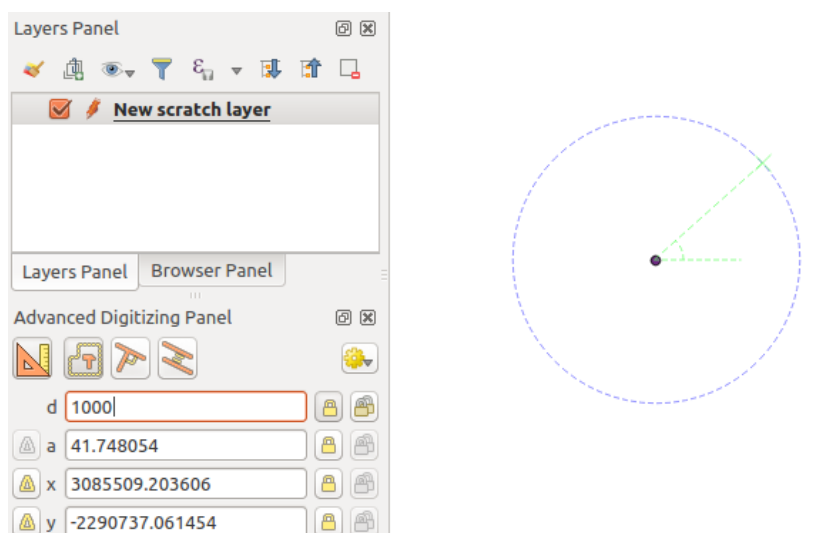 Layers Panel
New scratch layer
Layers Panel Browser Panel
Advanced Digitizing Panel
d 1000
a 41.748054
x 3085509.203606
y -2290737.061454